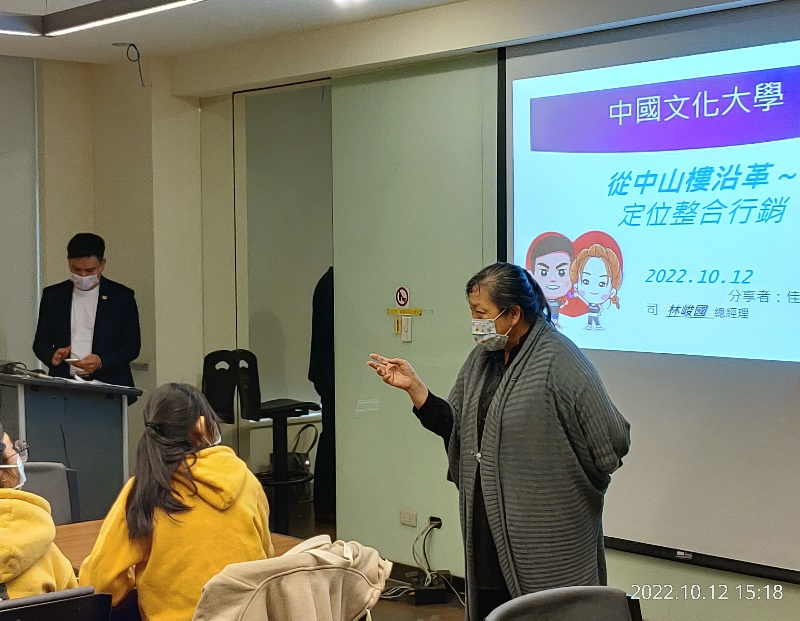 中國文化大學
從中山樓沿革～
定位整合行銷
2022.10.12
分享者：佳
司 林峻國 總經理
2022.10.12 15:18